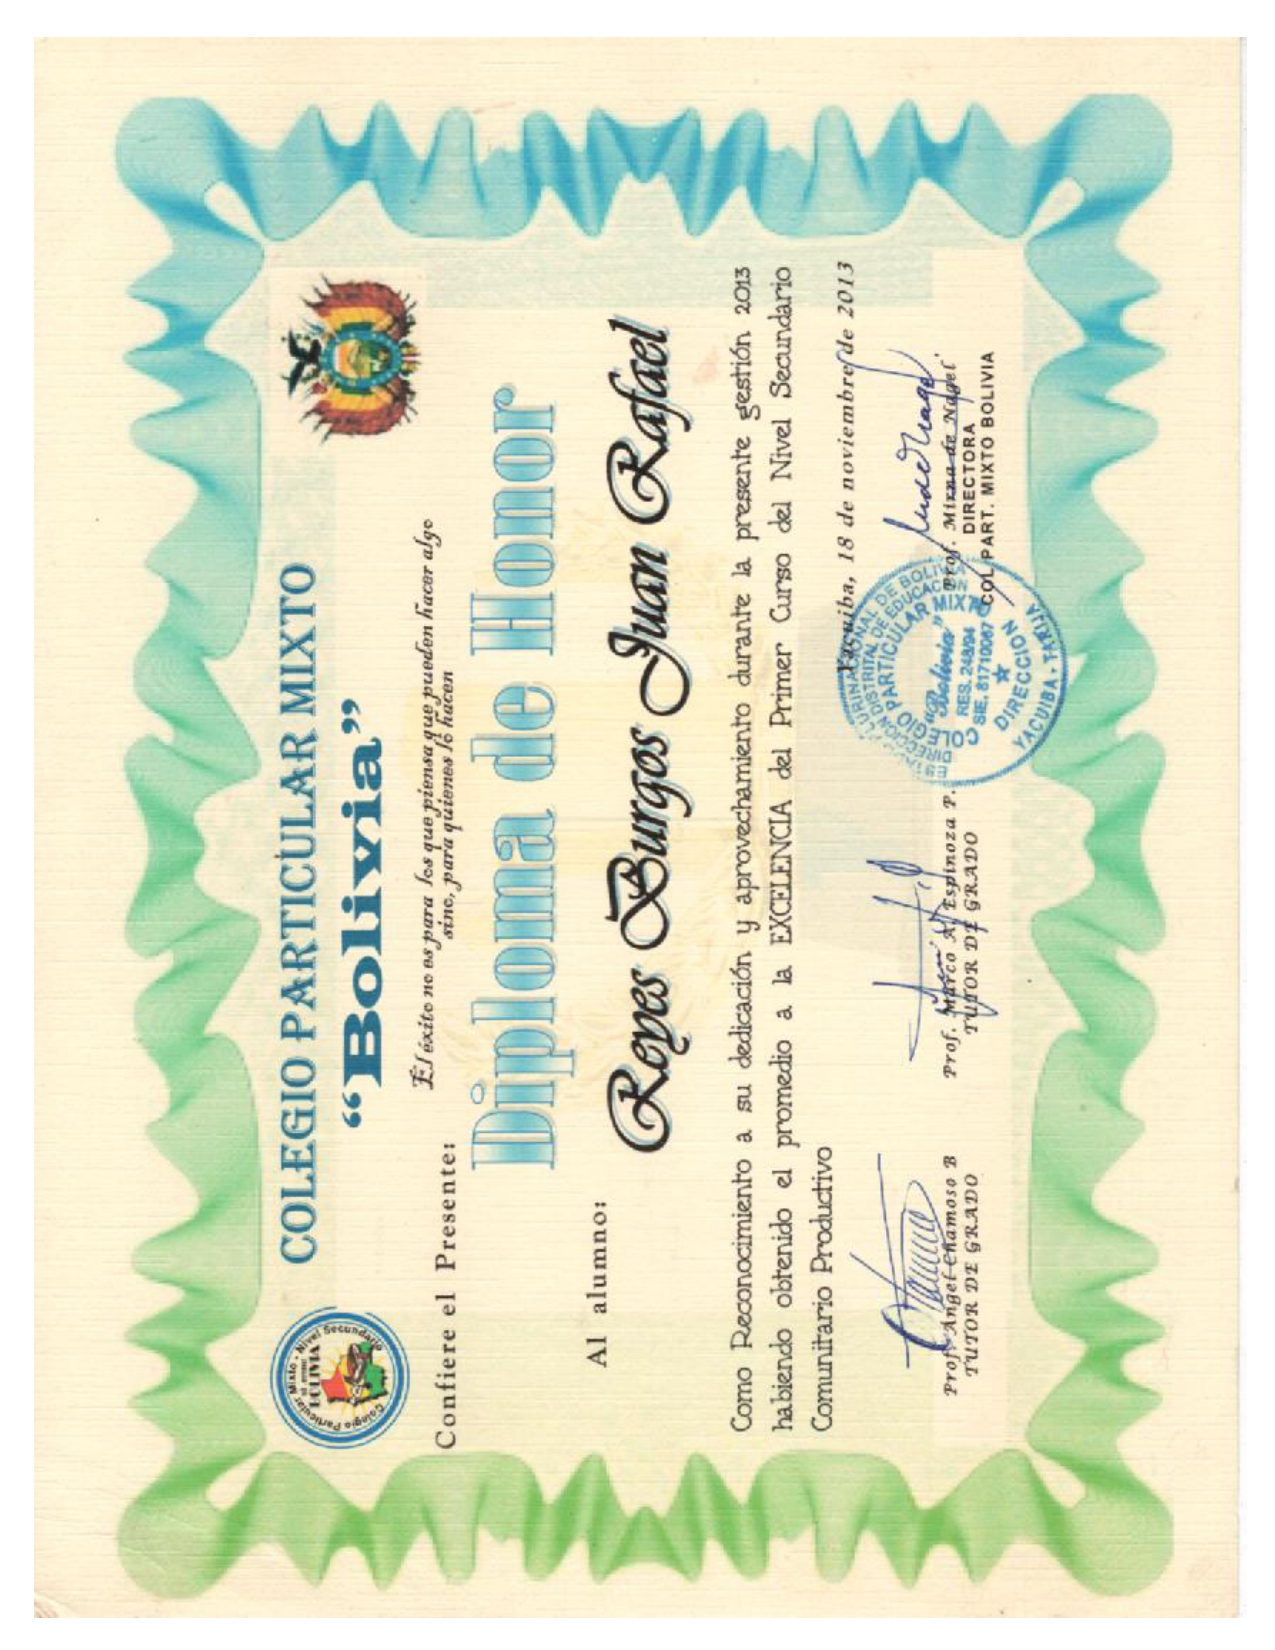 COLEGIO PARTICULAR MIXTO
“Bolivia”
Colegio Particular Mixto - Nivel Secundario
BOLIVIA
El éxito no es para los que piensa que pueden hacer algo
sino, para quienes lo hacen
Confiere el Presente:
Diploma de Honor
Al alumno:
Reyes Burgos Juan Rafael
Como Reconocimiento a su dedicación y aprovechamiento durante la presente gestión 2013
habiendo obtenido el promedio a la EXCELENCIA del Primer Curso del Nivel Secundario
Comunitario Productivo
Yacuiba, 18 de noviembre de 2013
Prof. Angel Chamoso B
TUTOR DE GRADO
Prof. Marco A. Espinoza P.
TUTOR DE GRADO
ESTADO PLURINACIONAL DE BOLIVIA
DIRECCION DISTRITAL DE EDUCACION
COLEGIO PARTICULAR MIXTO
"Bolivia"
RES. 248/94
SIE. 81710067
DIRECCION
YACUIBA - TARIJA
Prof. Mirna de Nagel
DIRECTORA
COL.PART. MIXTO BOLIVIA